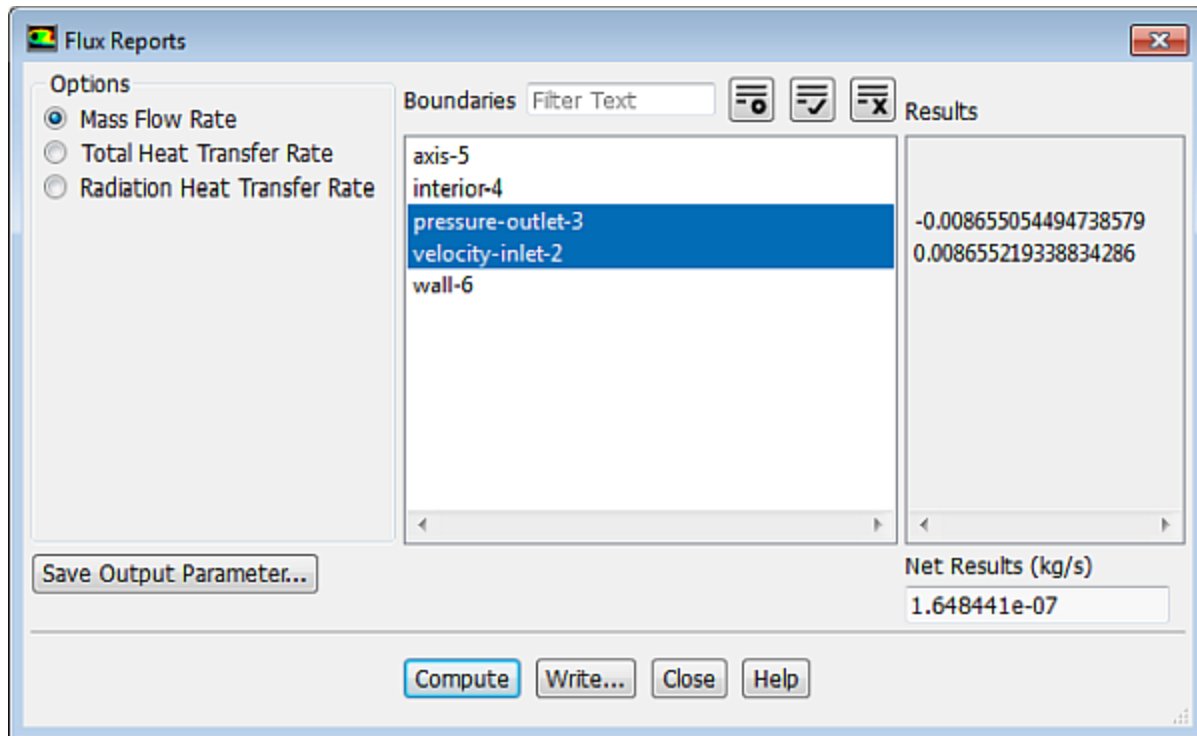 Flux Reports
Options
Mass Flow Rate
Total Heat Transfer Rate
Radiation Heat Transfer Rate
Boundaries Filter Text
Results
axis-5
interior-4
pressure-outlet-3
velocity-inlet-2
wall-6
-0.008655054494738579
0.008655219338834286
Save Output Parameter...
Net Results (kg/s)
1.648441e-07
Compute Write... Close Help